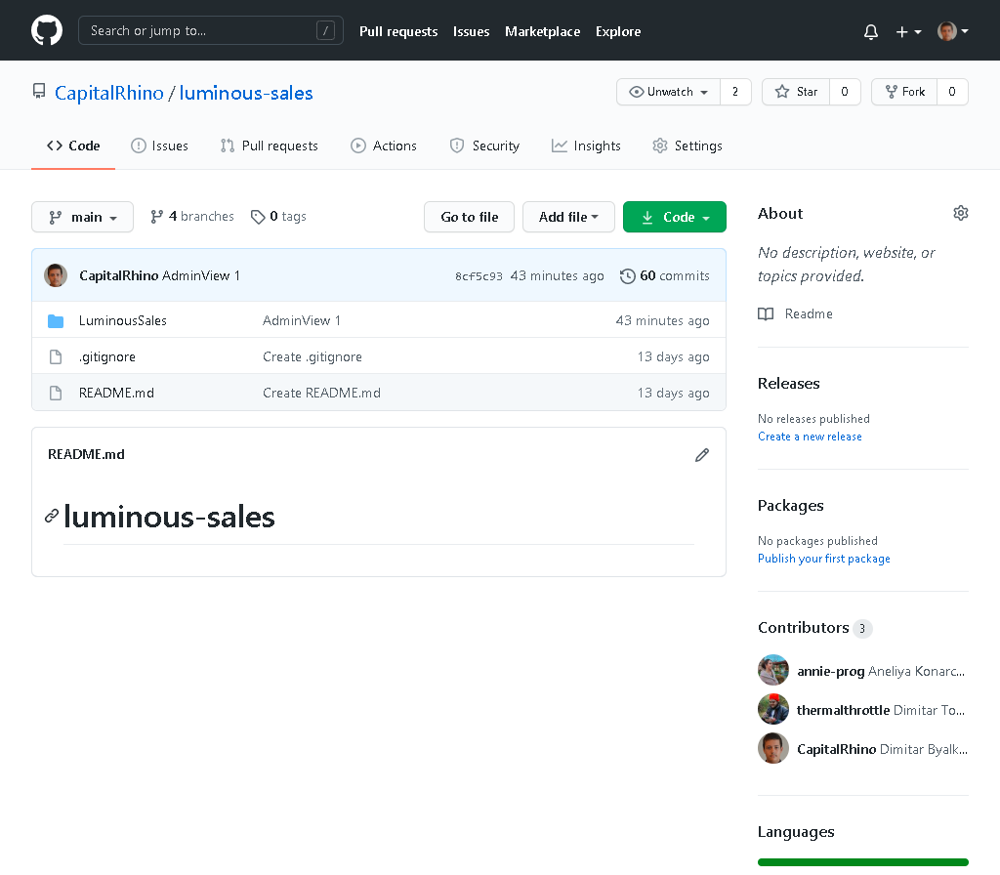 Search or jump to... / Pull requests Issues Marketplace Explore
CapitalRhino / luminous-sales Unwatch 2 Star 0 Fork 0
Code Issues Pull requests Actions Security Insights Settings
main 4 branches 0 tags Go to file Add file Code
CapitalRhino AdminView 1 8cf5c93 43 minutes ago 60 commits
LuminousSales AdminView 1 43 minutes ago
.gitignore Create .gitignore 13 days ago
README.md Create README.md 13 days ago
README.md
luminous-sales
About
No description, website, or
topics provided.
Readme
Releases
No releases published
Create a new release
Packages
No packages published
Publish your first package
Contributors 3
annie-prog Aneliya Konarc...
thermalthrottle Dimitar To...
CapitalRhino Dimitar Byalk...
Languages